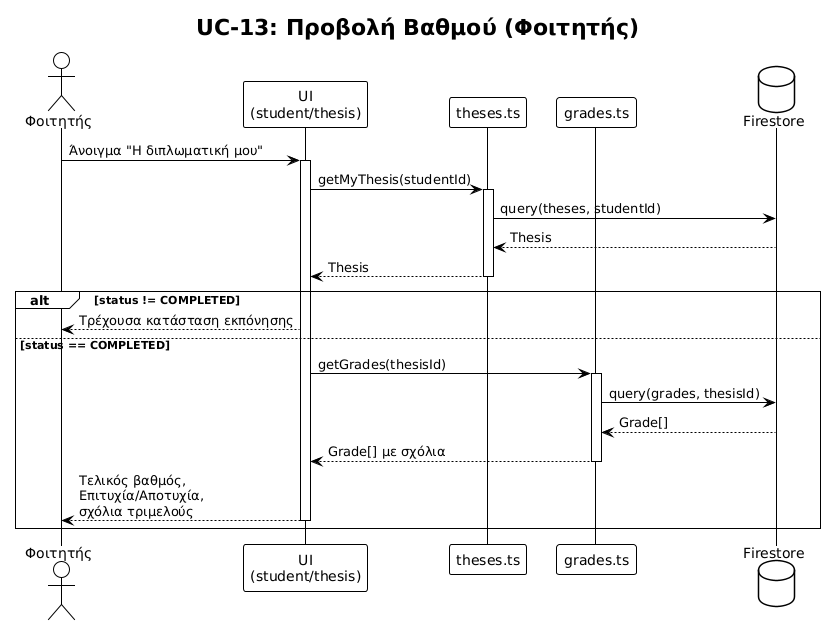 UC-13: Προβολή Βαθμού (Φοιτητής)
Φοιτητής
UI
(student/thesis)
theses.ts
grades.ts
Firestore
Άνοιγμα "Η διπλωματική μου"
getMyThesis(studentId)
query(theses, studentId)
Thesis
Thesis
alt [status != COMPLETED]
Τρέχουσα κατάσταση εκπόνησης
[status == COMPLETED]
getGrades(thesisId)
query(grades, thesisId)
Grade[]
Grade[] με σχόλια
Τελικός βαθμός,
Επιτυχία/Αποτυχία,
σχόλια τριμελούς
Φοιτητής
UI
(student/thesis)
theses.ts
grades.ts
Firestore